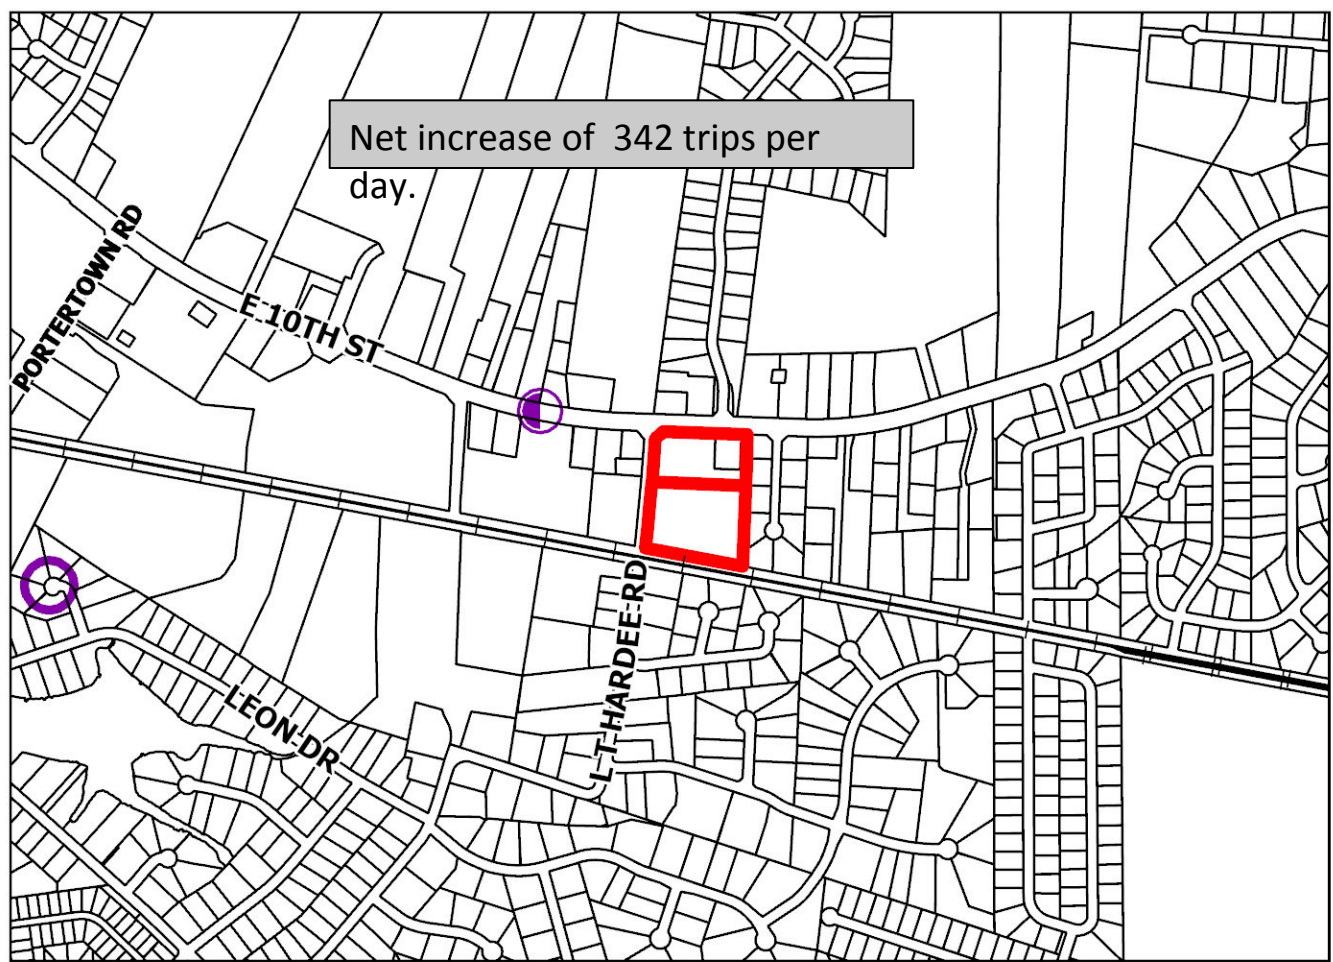 Net increase of 342 trips per
day.
PORTERTOWN RD
E 10TH ST
L T HARDEE RD
LEON DR